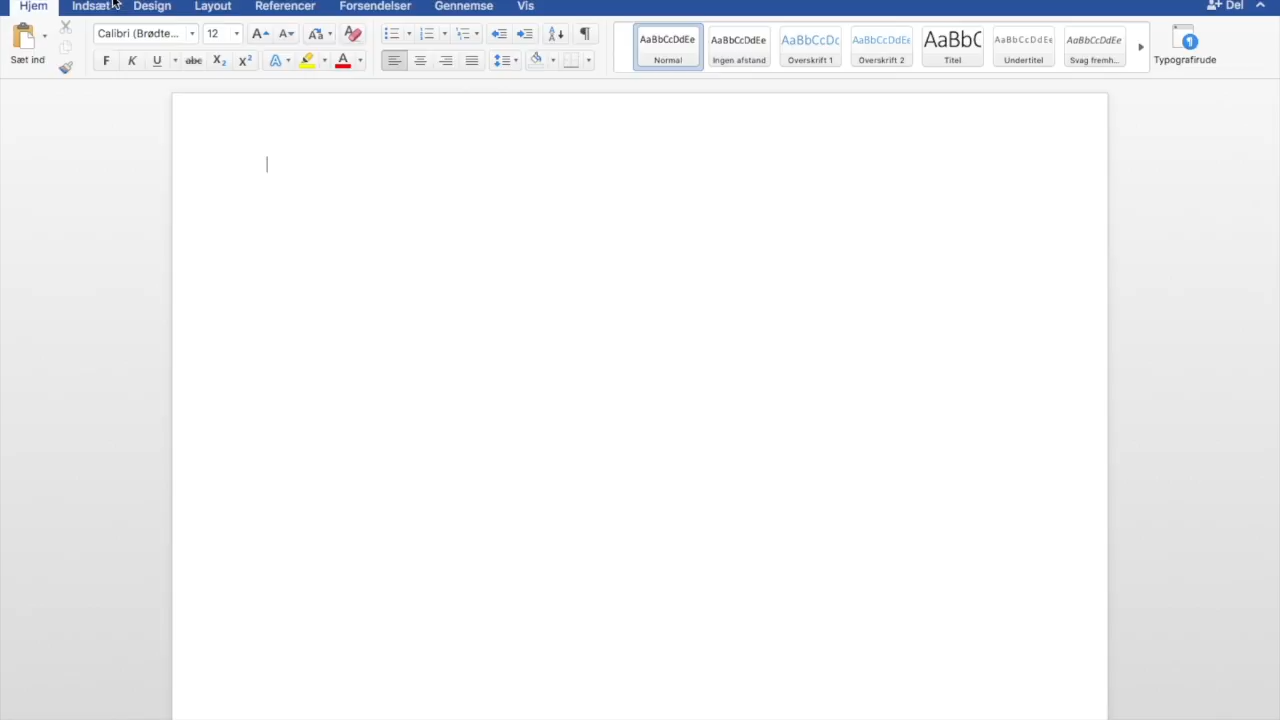 Hjem Indsæt Design Layout Referencer Forsendelser Gennemse Vis Del
Calibri (Brødte... 12
Sæt ind
F K U abc X2 X2 A A
AaBbCcDdEe AaBbCcDdEe AaBbCcDc AaBbCcDdEe AaBbC AaBbCcDdEe AaBbCcDdEe
Normal Ingen afstand Overskrift 1 Overskrift 2 Titel Undertitel Svag fremh... Typografirude